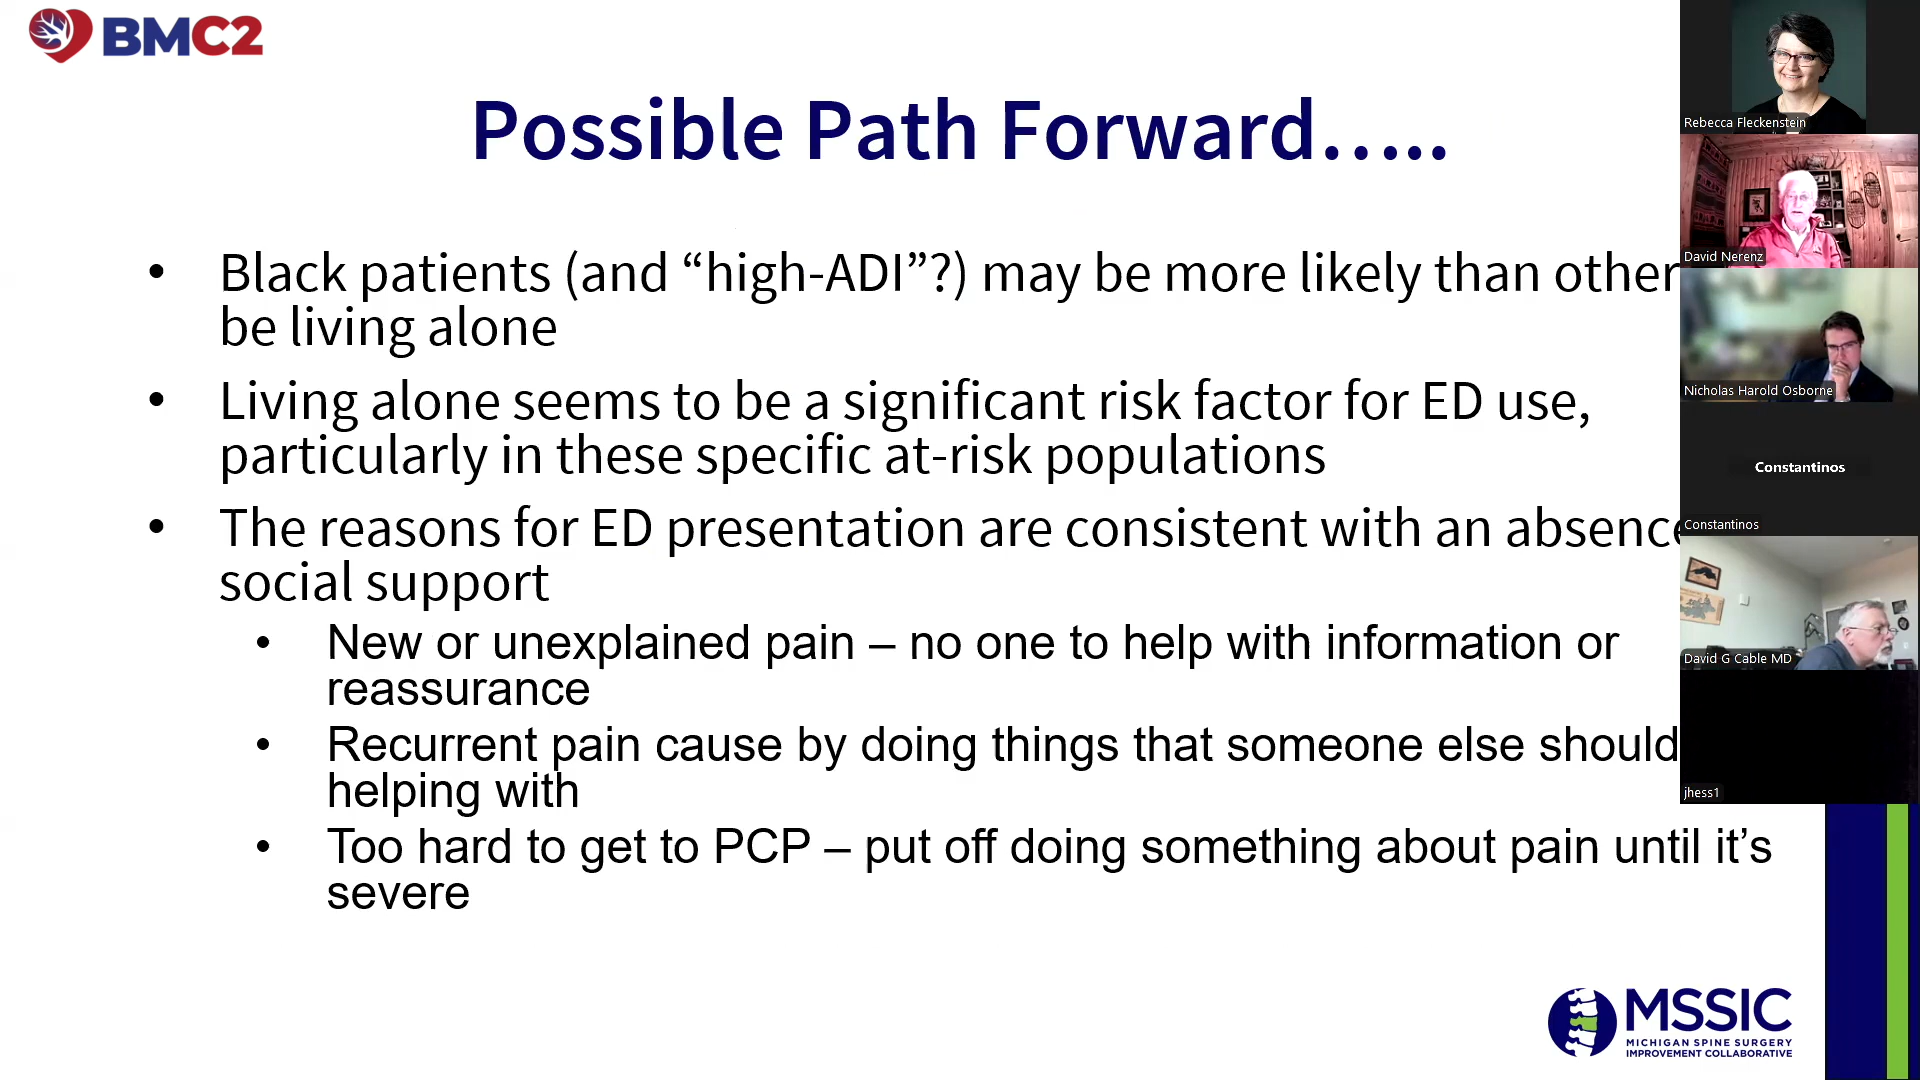 BMC2
Possible Path Forward.....
• Black patients (and “high-ADI”?) may be more likely than other
be living alone
• Living alone seems to be a significant risk factor for ED use,
particularly in these specific at-risk populations
• The reasons for ED presentation are consistent with an absence
social support
• New or unexplained pain – no one to help with information or
reassurance
• Recurrent pain cause by doing things that someone else should
helping with
• Too hard to get to PCP – put off doing something about pain until it’s
severe
MSSIC
MICHIGAN SPINE SURGERY
IMPROVEMENT COLLABORATIVE
Rebecca Fleckenstein
David Nerenz
Nicholas Harold Osborne
Constantinos
Constantinos
David G Cable MD
jhess1